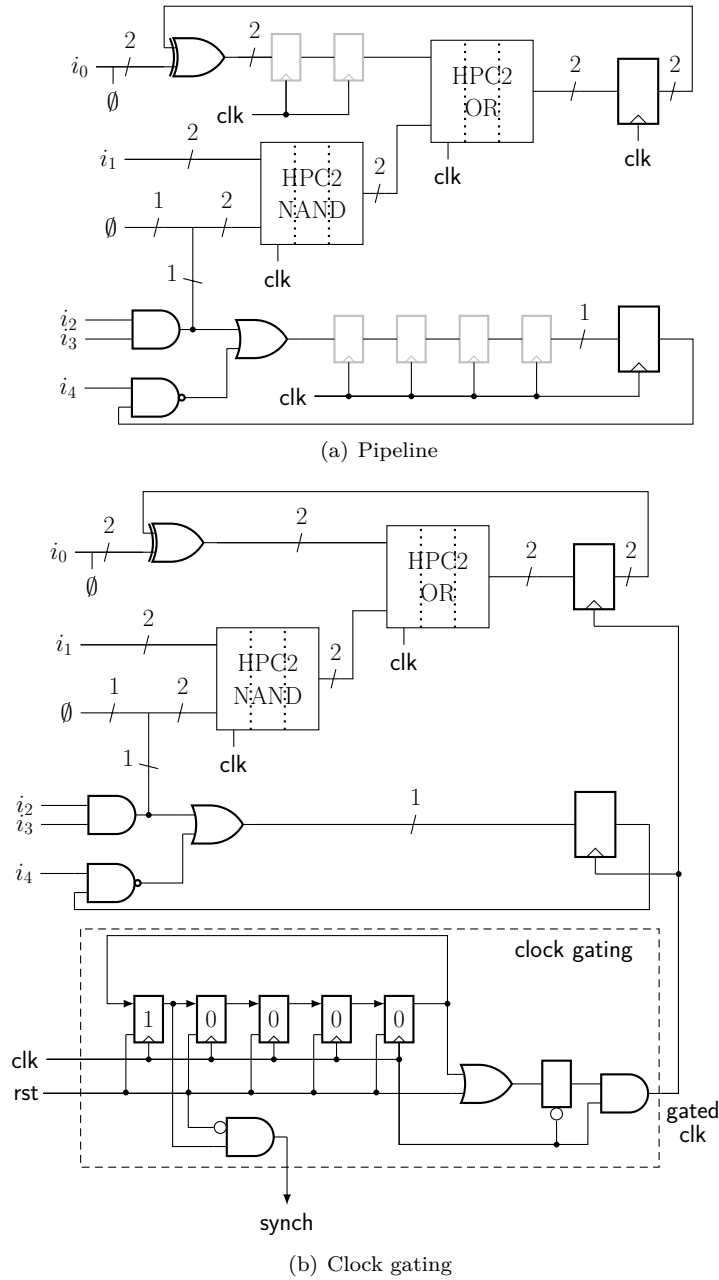 2 2 2 2
i₀ HPC2
OR
∅
clk
2 clk clk
i₁ HPC2
NAND 2
1 2
∅
clk
1
i₂
i₃ 1
i₄
clk
(a) Pipeline
2 2 2 2
i₀ HPC2
OR
∅
2
i₁ clk
HPC2
NAND 2
1 2
∅
clk
1
i₂
i₃ 1
i₄
clock gating
1 0 0 0 0
clk
rst
gated
clk
synch
(b) Clock gating